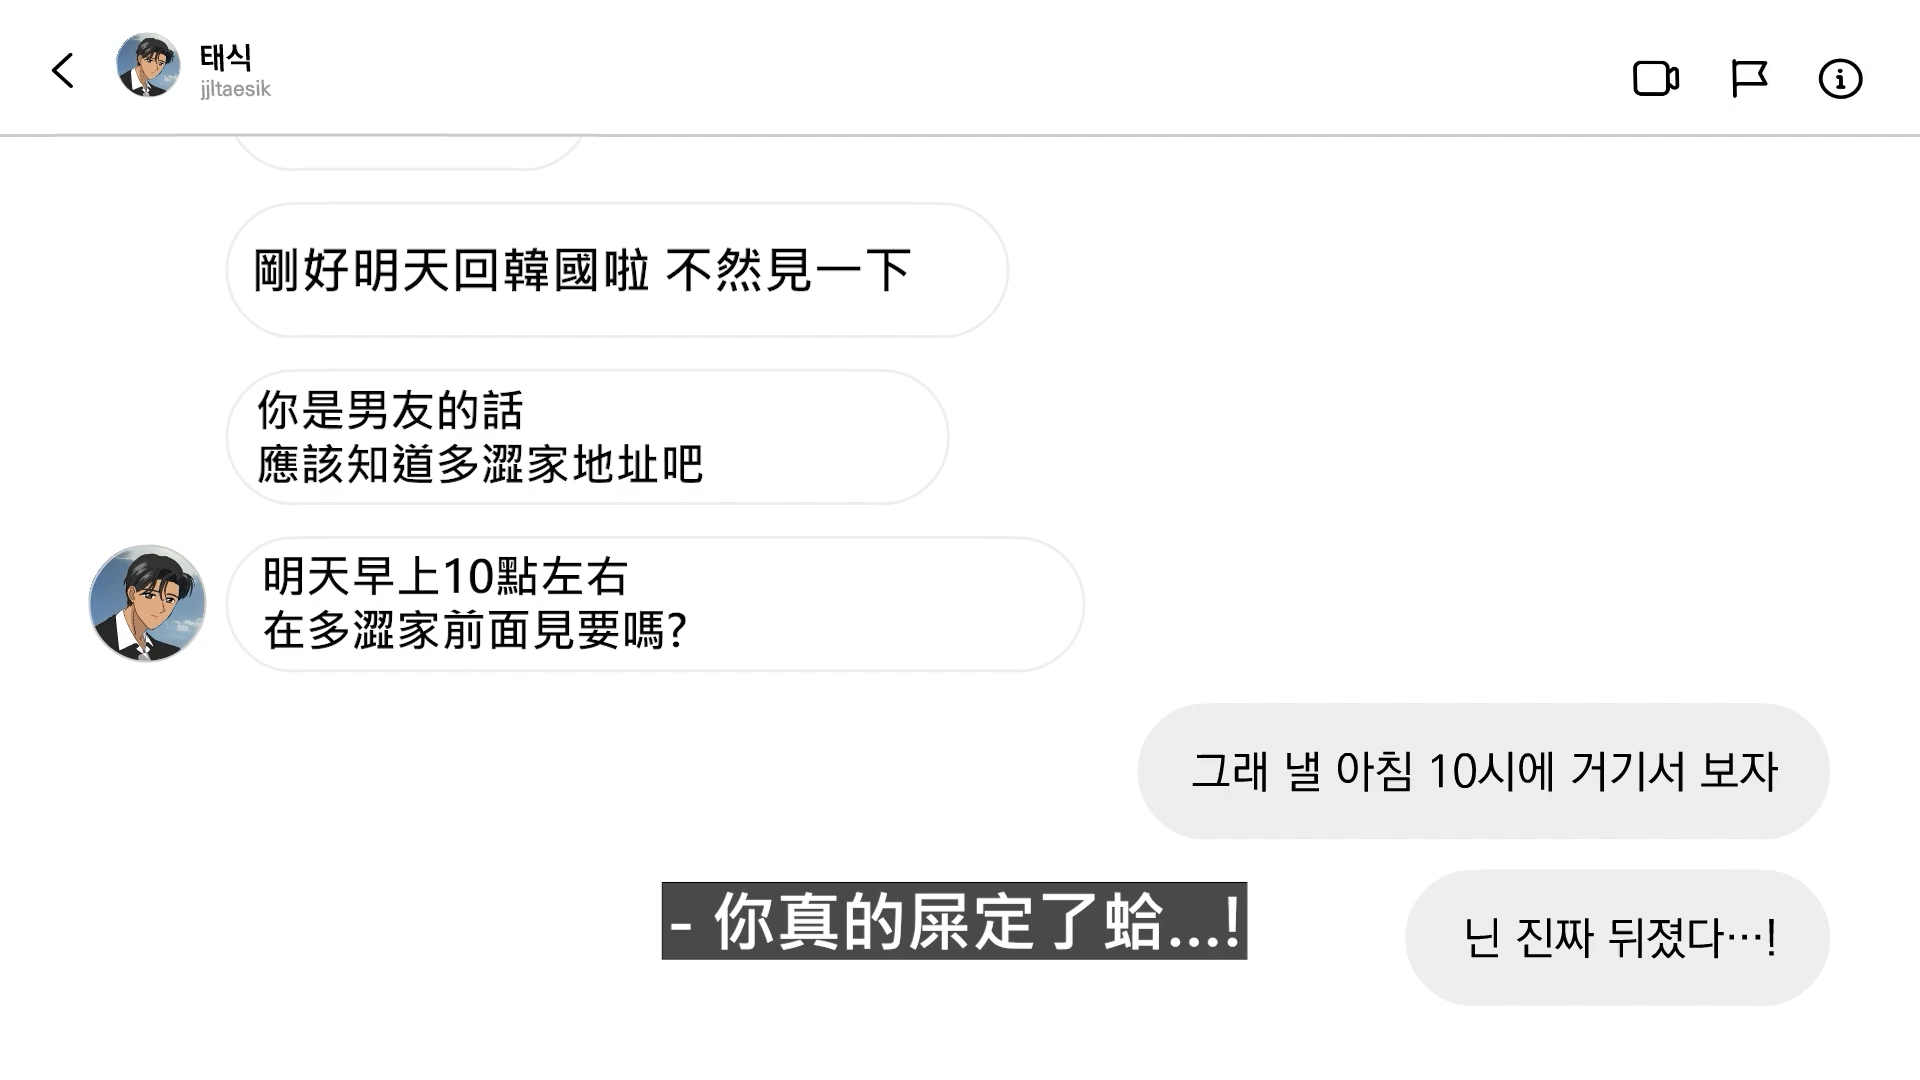 태식
jjltaesik
剛好明天回韓國啦 不然見一下
你是男友的話
應該知道多澀家地址吧
明天早上10點左右
在多澀家前面見要嗎?
그래 낼 아침 10시에 거기서 보자
- 你真的屎定了蛤...!
닌 진짜 뒤졌다…!